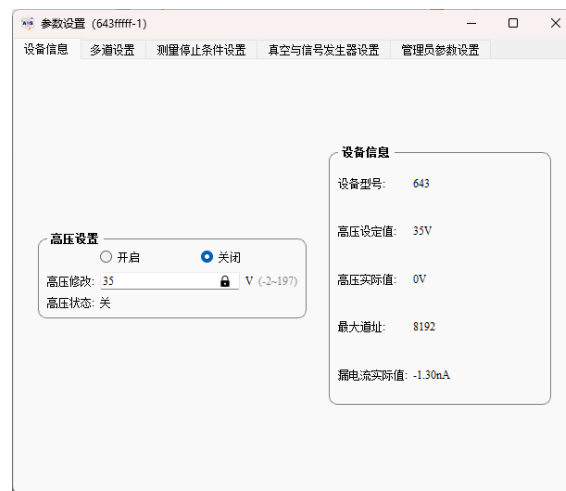 参数设置 (643fffff-1)
设备信息 多道设置 测量停止条件设置 真空与信号发生器设置 管理员参数设置
高压设置
开启 关闭
高压修改: 35 V (-2~197)
高压状态: 关
设备信息
设备型号: 643
高压设定值: 35V
高压实际值: 0V
最大道址: 8192
漏电流实际值: -1.30nA